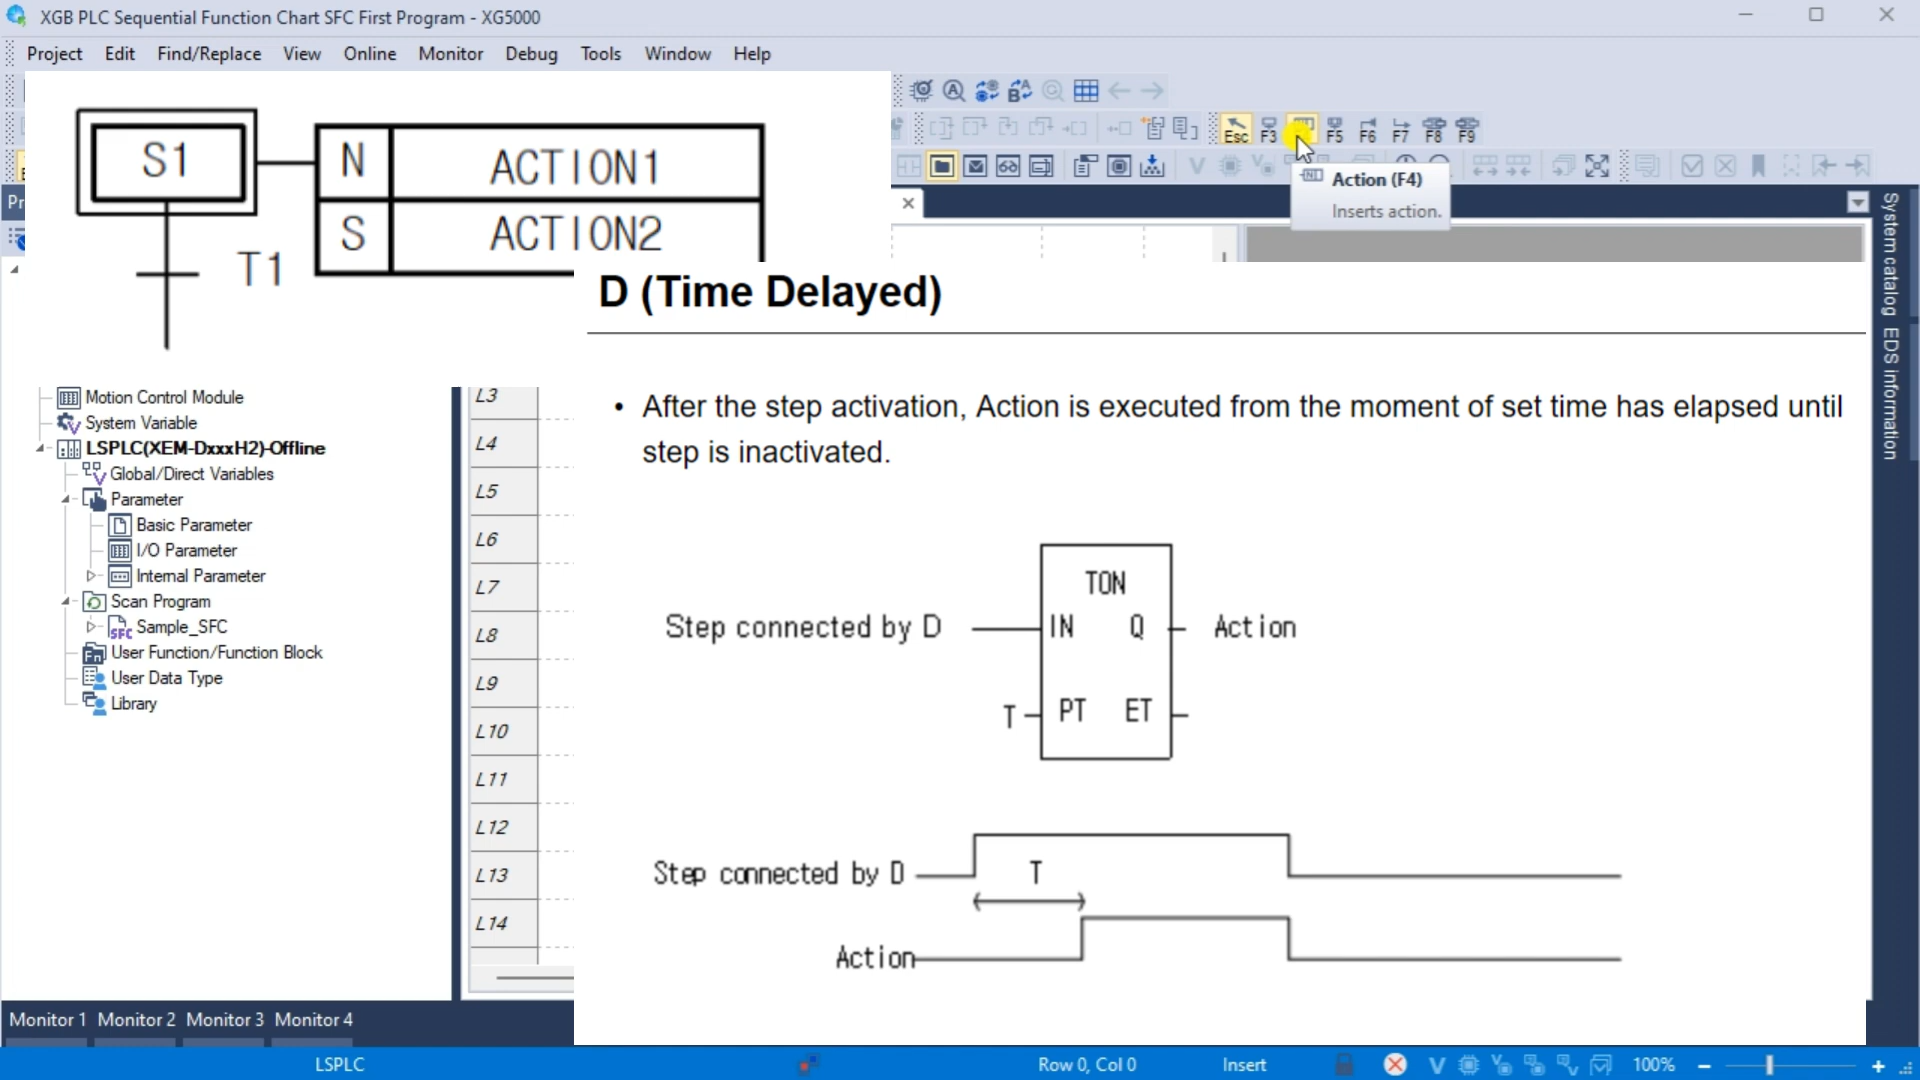 XGB PLC Sequential Function Chart SFC First Program - XG5000
Project Edit Find/Replace View Online Monitor Debug Tools Window Help
Esc F3 F5 F6 F7 F8 F9
Action (F4)
Inserts action.
S1 N ACTION1
S ACTION2
T1
D (Time Delayed)
• After the step activation, Action is executed from the moment of set time has elapsed until
step is inactivated.
TON
Step connected by D IN Q Action
T PT ET
Step connected by D T
Action
Motion Control Module
System Variable
LSPLC(XEM-DxxxH2)-Offline
Global/Direct Variables
Parameter
Basic Parameter
I/O Parameter
Internal Parameter
Scan Program
Sample_SFC
User Function/Function Block
User Data Type
Library
L3
L4
L5
L6
L7
L8
L9
L10
L11
L12
L13
L14
System catalog
EDS information
Monitor 1 Monitor 2 Monitor 3 Monitor 4
LSPLC Row 0, Col 0 Insert 100%